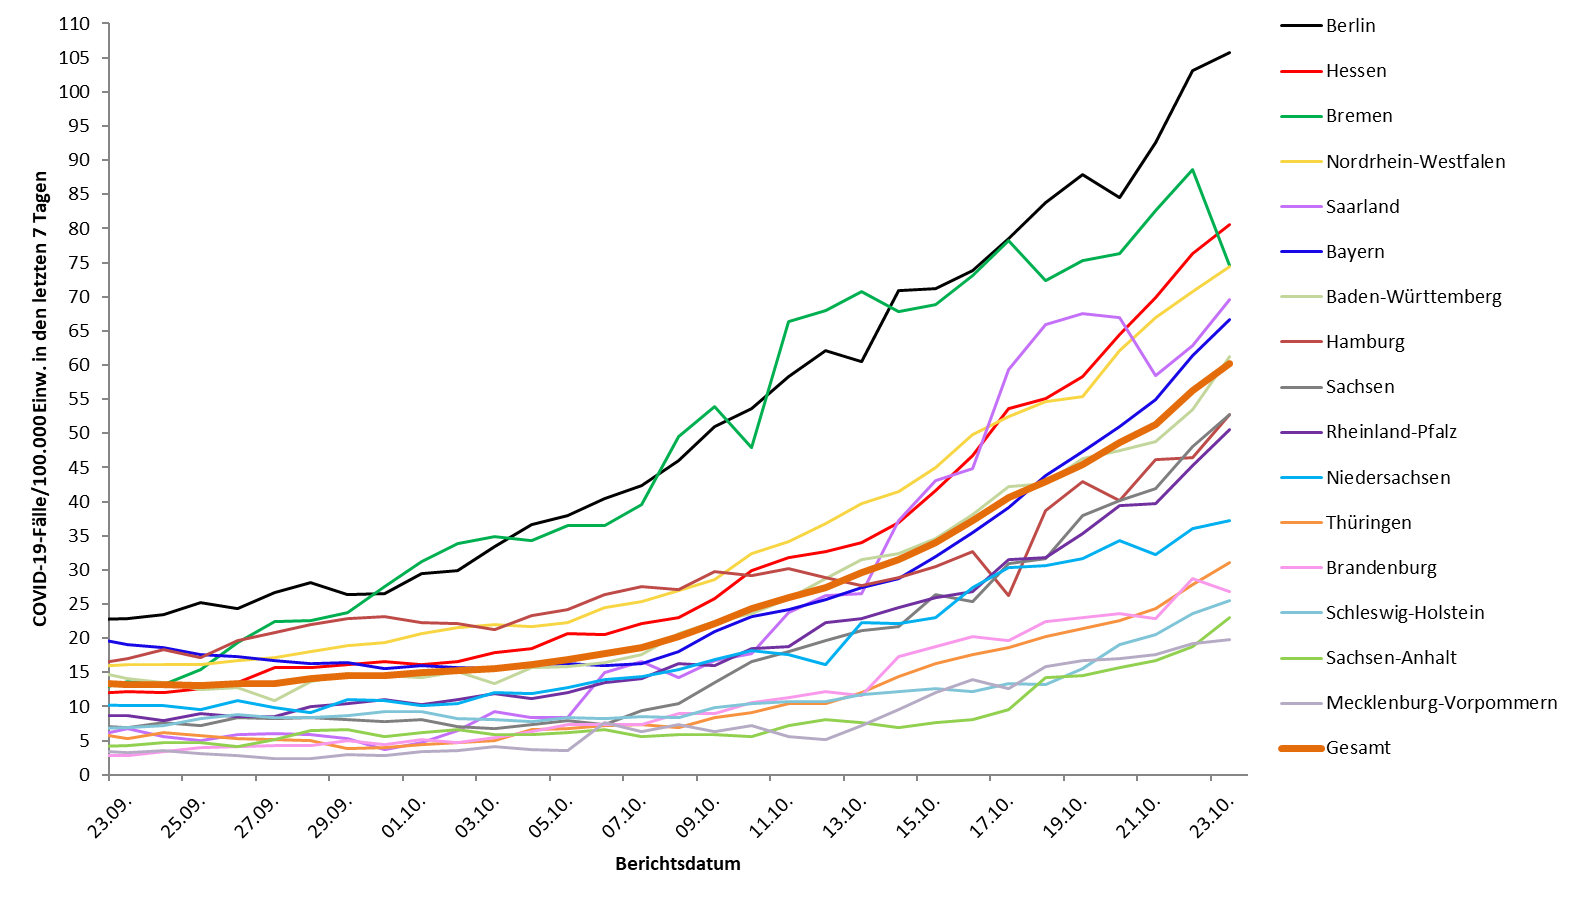 COVID-19-Fälle/100.000 Einw. in den letzten 7 Tagen
110
105
100
95
90
85
80
75
70
65
60
55
50
45
40
35
30
25
20
15
10
5
0
23.09.
25.09.
27.09.
29.09.
01.10.
03.10.
05.10.
07.10.
09.10.
11.10.
13.10.
15.10.
17.10.
19.10.
21.10.
23.10.
Berichtsdatum
Berlin
Hessen
Bremen
Nordrhein-Westfalen
Saarland
Bayern
Baden-Württemberg
Hamburg
Sachsen
Rheinland-Pfalz
Niedersachsen
Thüringen
Brandenburg
Schleswig-Holstein
Sachsen-Anhalt
Mecklenburg-Vorpommern
Gesamt